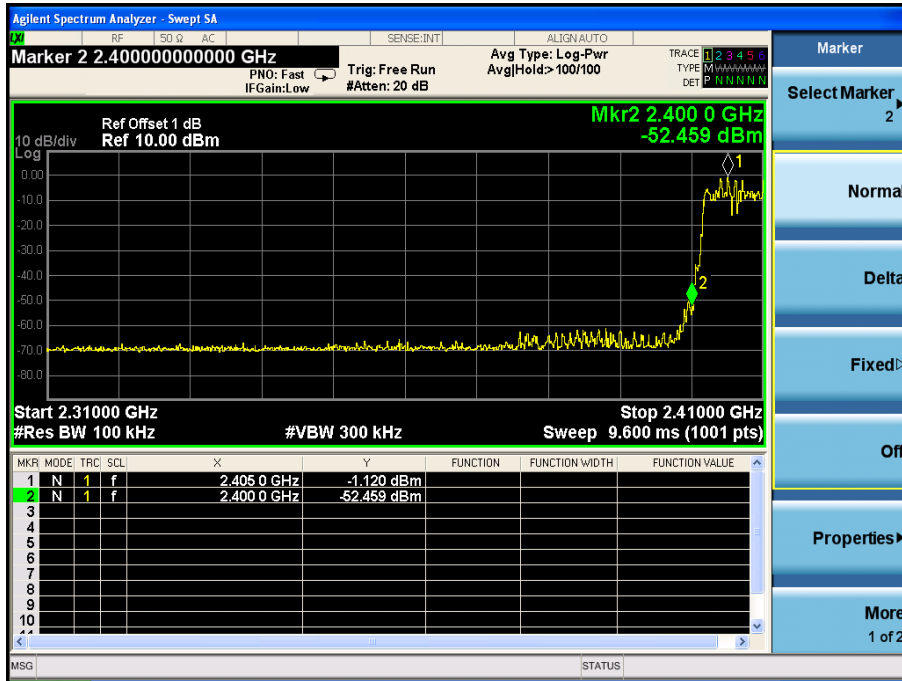 Agilent Spectrum Analyzer - Swept SA
LXI RF 50 Ω AC SENSE:INT ALIGN AUTO
Marker 2 2.400000000000 GHz
PNO: Fast
IFGain:Low
Trig: Free Run
#Atten: 20 dB
Avg Type: Log-Pwr
Avg|Hold:>100/100
TRACE 1 2 3 4 5 6
TYPE M
DET P N N N N N
Mkr2 2.400 0 GHz
-52.459 dBm
Ref Offset 1 dB
10 dB/div Ref 10.00 dBm
Log
0.00
-10.0
-20.0
-30.0
-40.0
-50.0
-60.0
-70.0
-80.0
1
2
Start 2.31000 GHz Stop 2.41000 GHz
#Res BW 100 kHz #VBW 300 kHz Sweep 9.600 ms (1001 pts)
MKR MODE TRC SCL X Y FUNCTION FUNCTION WIDTH FUNCTION VALUE
1 N 1 f 2.405 0 GHz -1.120 dBm
2 N 1 f 2.400 0 GHz -52.459 dBm
3
4
5
6
7
8
9
10
MSG STATUS
Marker
Select Marker
2
Normal
Delta
Fixed
Off
Properties
More
1 of 2